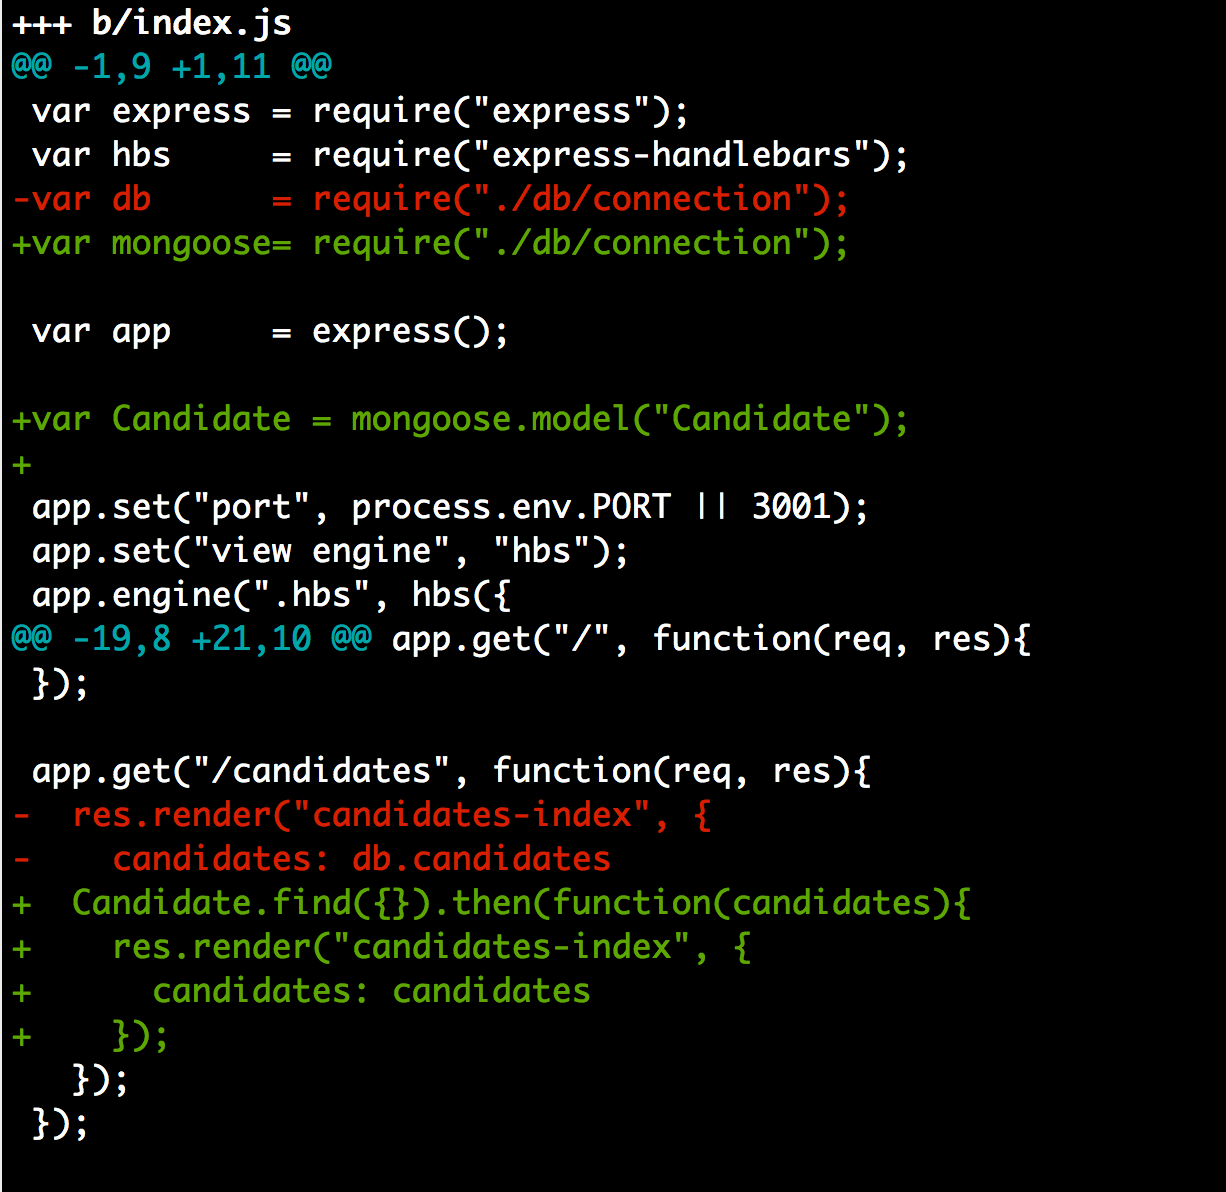 +++ b/index.js
@@ -1,9 +1,11 @@
 var express = require("express");
 var hbs     = require("express-handlebars");
-var db      = require("./db/connection");
+var mongoose= require("./db/connection");

 var app     = express();

+var Candidate = mongoose.model("Candidate");
+
 app.set("port", process.env.PORT || 3001);
 app.set("view engine", "hbs");
 app.engine(".hbs", hbs({
@@ -19,8 +21,10 @@ app.get("/", function(req, res){
 });

 app.get("/candidates", function(req, res){
-  res.render("candidates-index", {
-    candidates: db.candidates
+  Candidate.find({}).then(function(candidates){
+    res.render("candidates-index", {
+      candidates: candidates
+    });
   });
 });